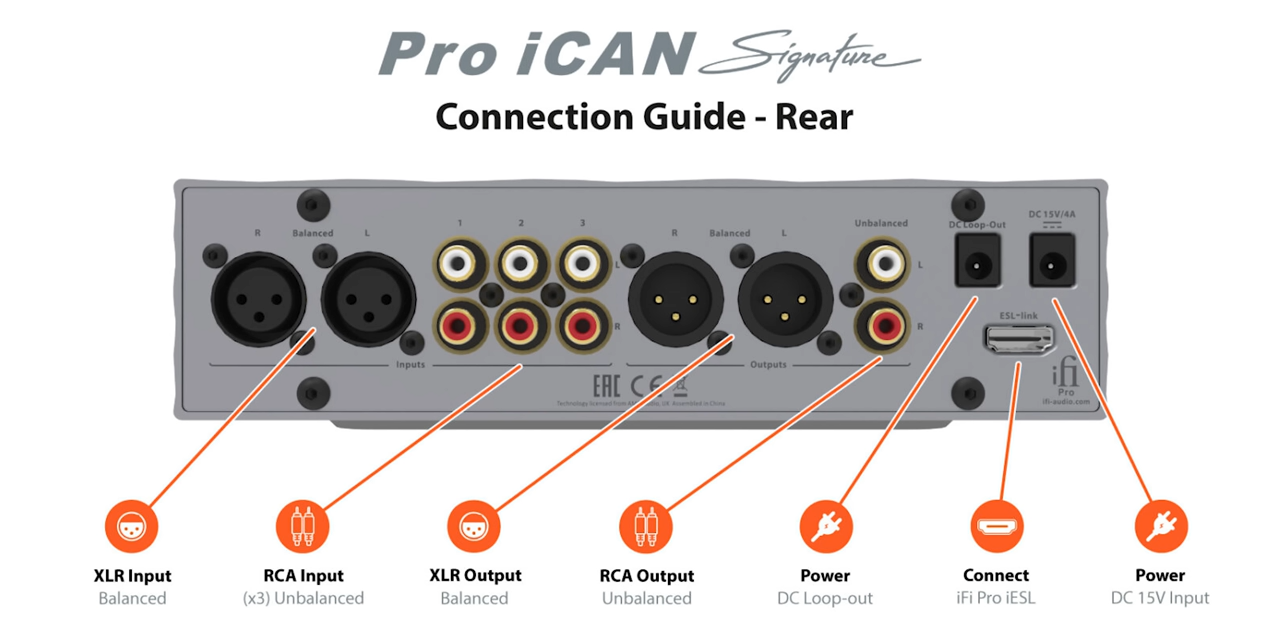 Pro iCAN Signature
Connection Guide - Rear
R Balanced L
1 2 3
R Balanced L
Unbalanced
DC Loop-Out
DC 15V/4A
L
R
L
R
ESL-link
Inputs
Outputs
EAC CE
iFi
Pro
ifi-audio.com
XLR Input
Balanced
RCA Input
(x3) Unbalanced
XLR Output
Balanced
RCA Output
Unbalanced
Power
DC Loop-out
Connect
iFi Pro iESL
Power
DC 15V Input